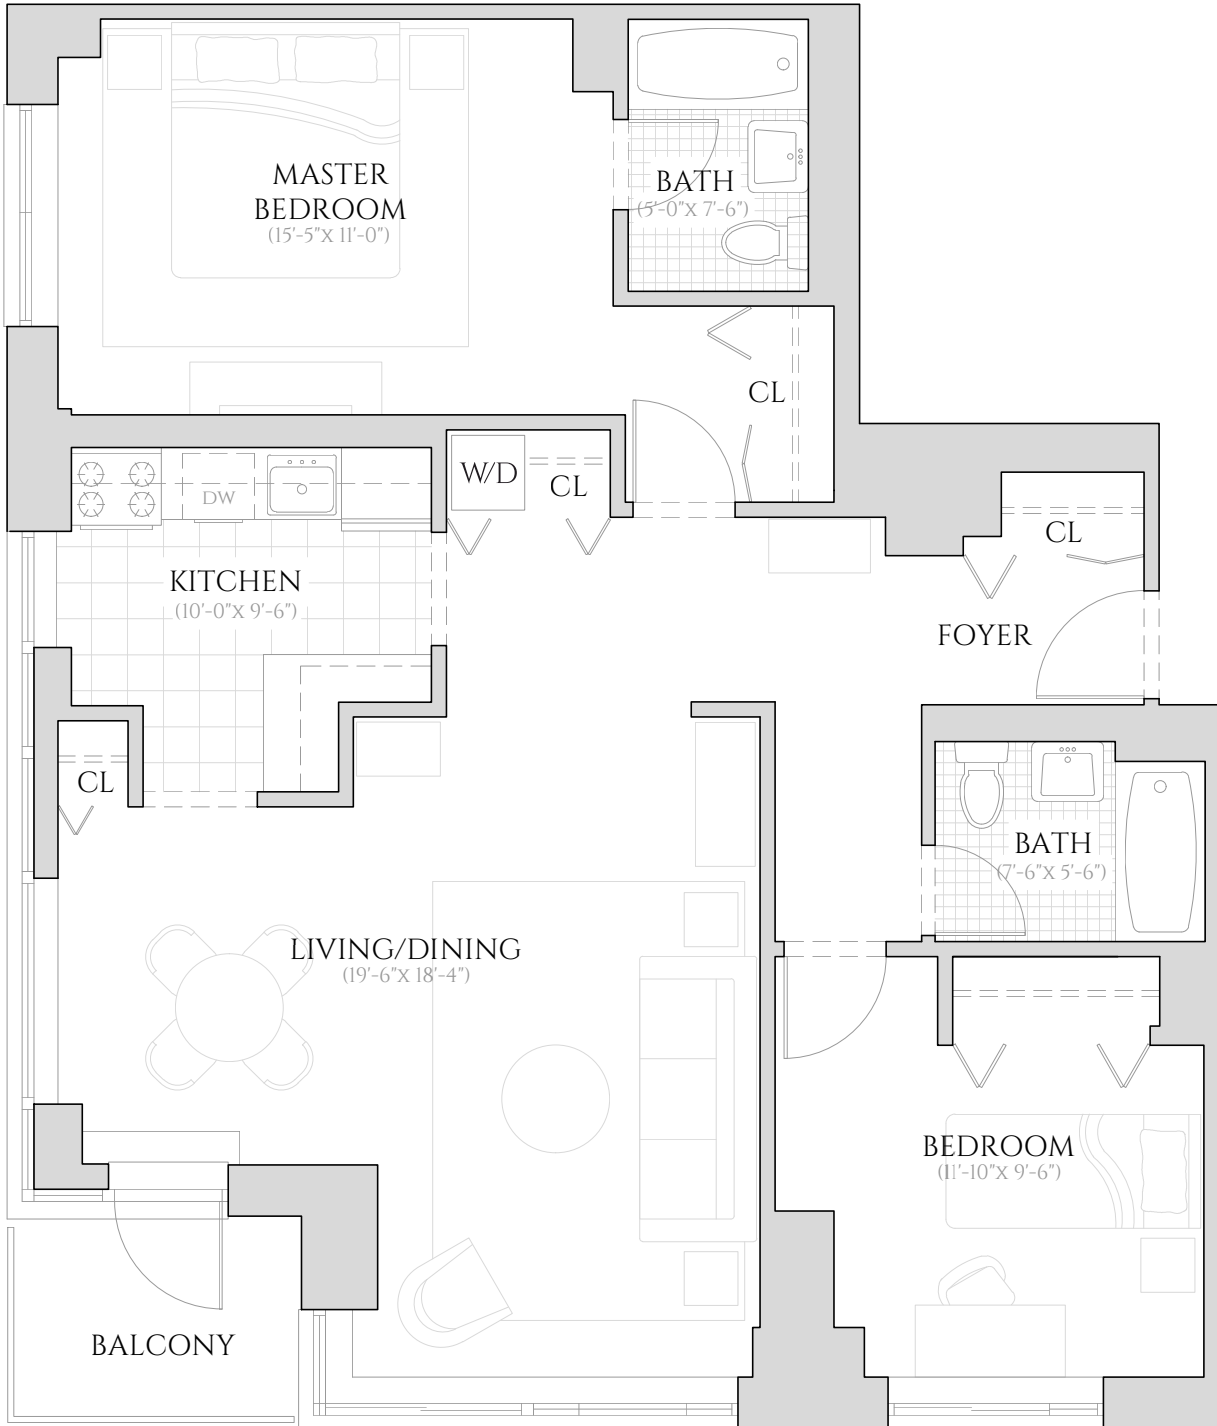 MASTER
BEDROOM
(15'-5"X 11'-0")
BATH
(5'-0"X 7'-6")
CL
W/D
CL
DW
CL
KITCHEN
(10'-0"X 9'-6")
FOYER
CL
BATH
(7'-6"X 5'-6")
LIVING/DINING
(19'-6"X 18'-4")
BEDROOM
(11'-10"X 9'-6")
BALCONY